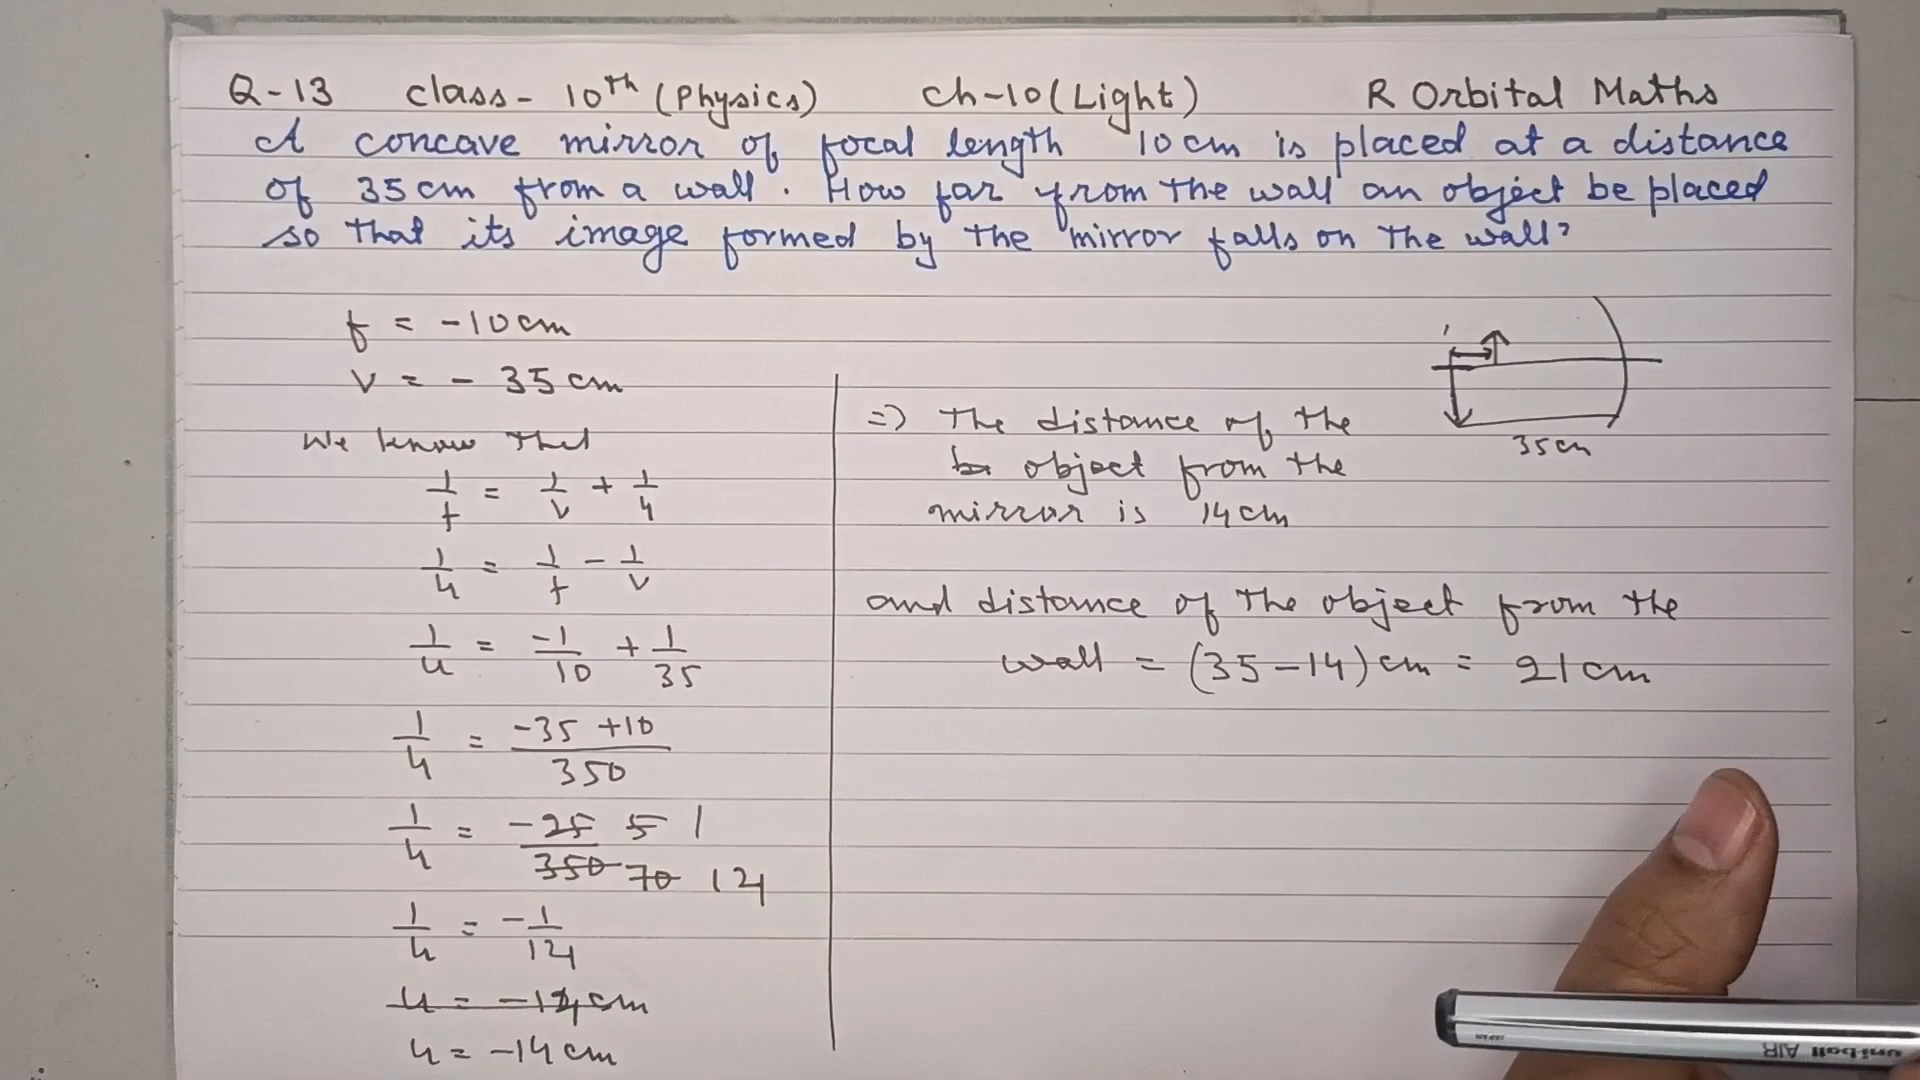 Q-13 class- 10th (Physics) ch-10 (Light) R Orbital Maths
A concave mirror of focal length 10 cm is placed at a distance
of 35 cm from a wall. How far from the wall an object be placed
so that its image formed by the mirror falls on the wall?
f = -10 cm
v = - 35 cm
We know that
1/f = 1/v + 1/u
1/u = 1/f - 1/v
1/u = -1/10 + 1/35
1/u = -35 +10/350
1/u = -25/350 5/70 1/14
1/u = -1/14
u = -14 cm
u = -14 cm
35cm
=> The distance of the
object from the
mirror is 14 cm
and distance of the object from the
wall = (35-14) cm = 21 cm
uniball AIR
JAPAN